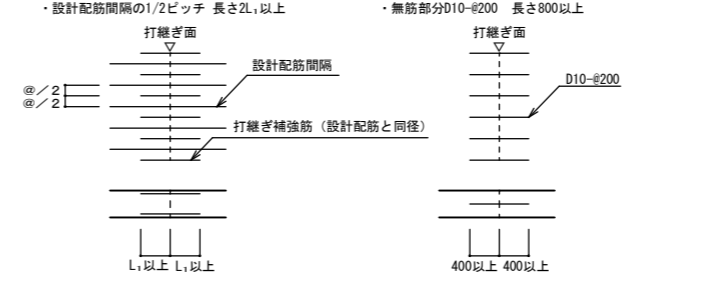 ・設計配筋間隔の1/2ピッチ 長さ2L₁以上
打継ぎ面
設計配筋間隔
@／2
@／2
打継ぎ補強筋（設計配筋と同径）
L₁以上 L₁以上
・無筋部分D10-@200　長さ800以上
打継ぎ面
D10-@200
400以上 400以上